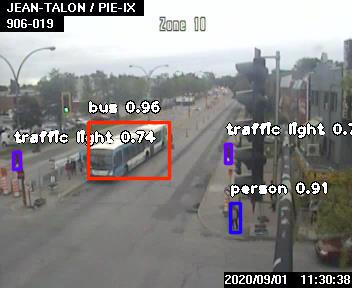 JEAN-TALON / PIE-IX
906-019
Zone 10
bus 0.96
traffic light 0.74
traffic light 0.7
person 0.91
2020/09/01 11:30:38